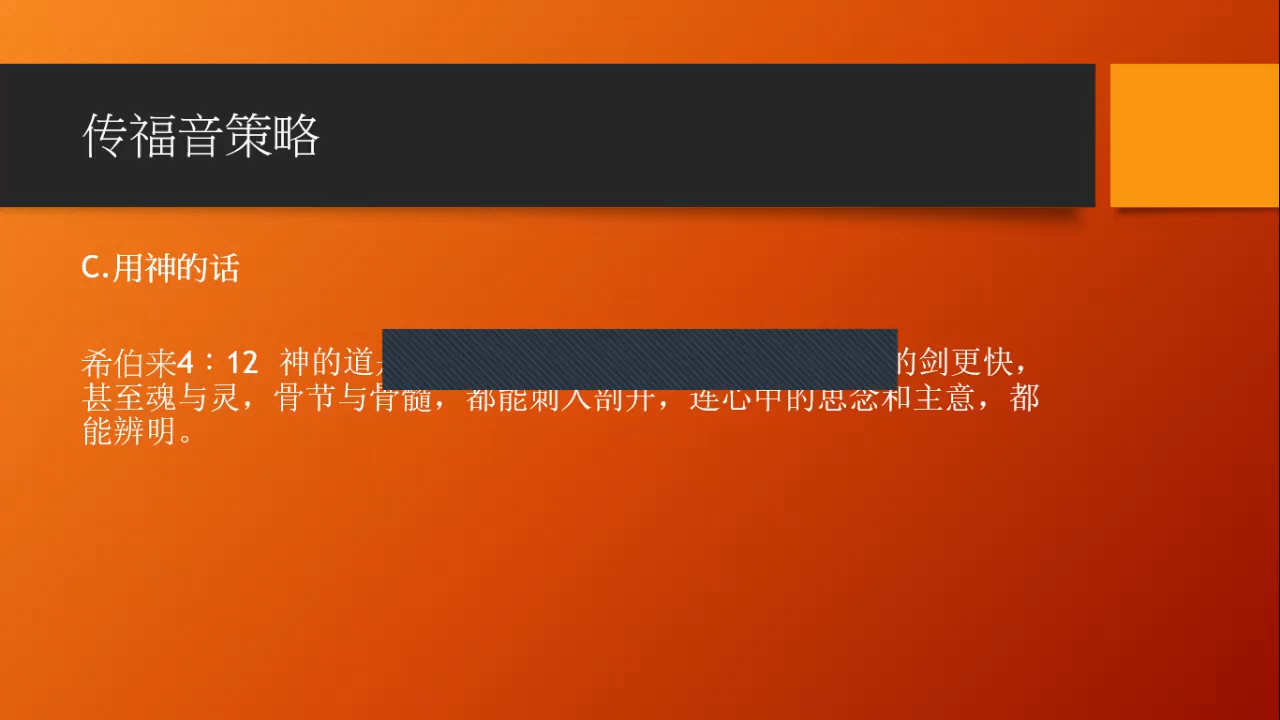 传福音策略
C.用神的话
希伯来4：12 神的道 的剑更快，
甚至魂与灵，骨节与骨髓，都能刺入剖开，连心中的思念和主意，都
能辨明。